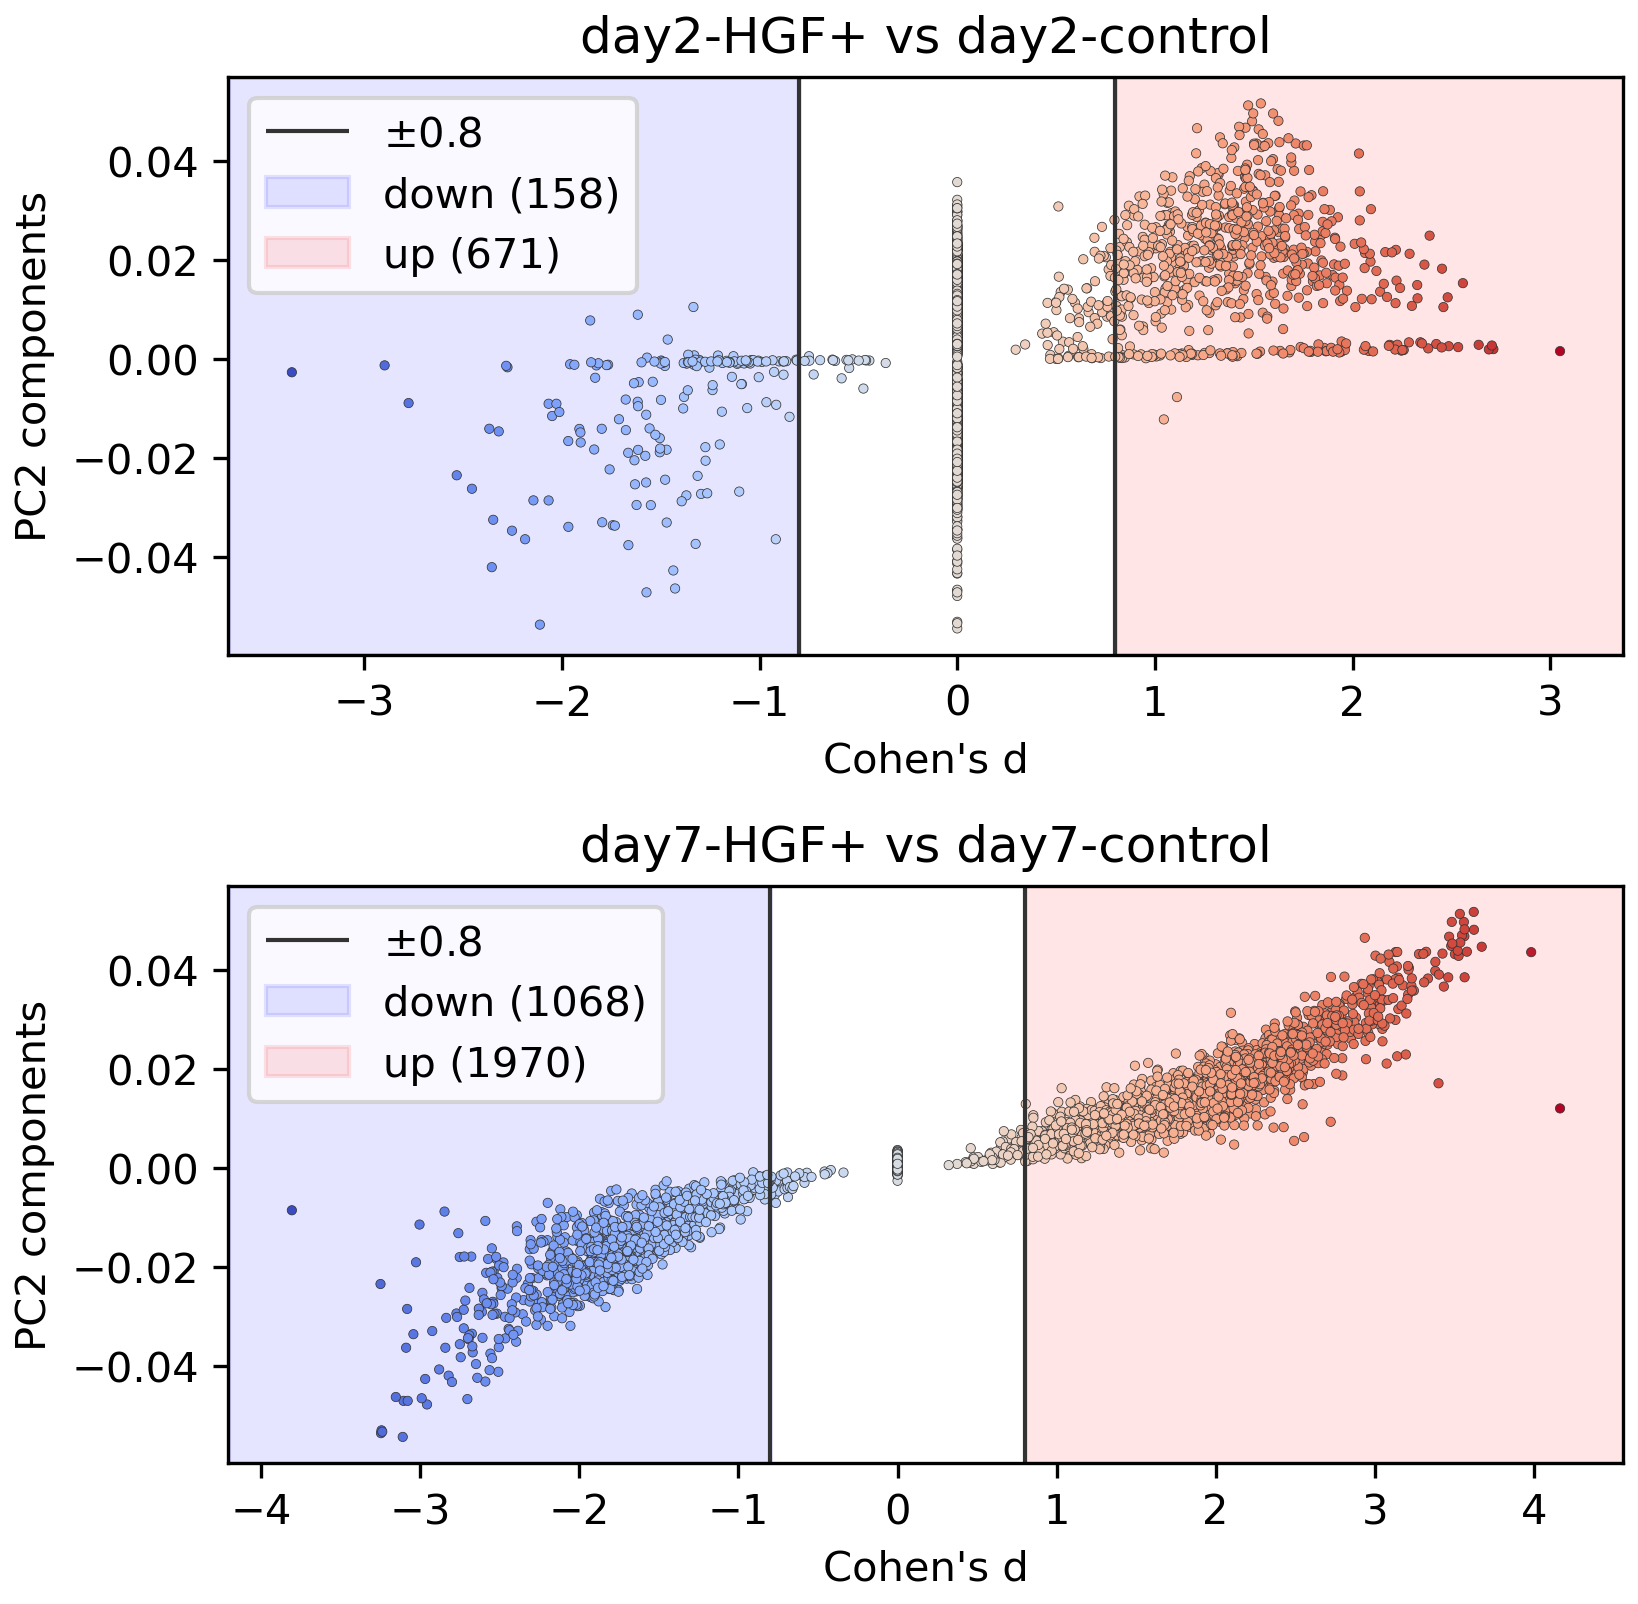 day2-HGF+ vs day2-control
±0.8
down (158)
up (671)
0.04
0.02
0.00
−0.02
−0.04
PC2 components
−3
−2
−1
0
1
2
3
Cohen's d
day7-HGF+ vs day7-control
±0.8
down (1068)
up (1970)
0.04
0.02
0.00
−0.02
−0.04
PC2 components
−4
−3
−2
−1
0
1
2
3
4
Cohen's d